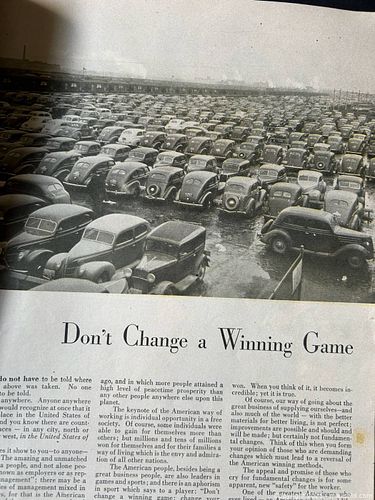 Don't Change a Winning Game
do not have to be told where
above was taken. No one
to be told.
anywhere. Anyone anywhere
would recognize at once that it
place in the United States of
nd you know there are count-
aces — in any city, north or
west, in the United States of
es it show to you—to anyone—
The amazing and unmatched
a people, and not alone peo-
nown as employers or as rep-
management" there may be a
es of management mixed in
s, for that is the American
ago, and in which more people attained a
high level of peacetime prosperity than
any other people anywhere else upon this
planet.
The keynote of the American way of
working is individual opportunity in a free
society. Of course, some individuals were
able to gain for themselves more than
others; but millions and tens of millions
won for themselves and for their families a
way of living which is the envy and admira-
tion of all other nations.
The American people, besides being a
great business people, are also leaders in
games and sports; and there is an aphorism
in sport which says to a player: "Don't
change a winning game; change your
won. When you think of it, it becomes in-
credible; yet it is true.
Of course, our way of going about the
great business of supplying ourselves—and
also much of the world — with the better
materials for better living, is not perfect;
improvements are possible and should and
will be made; but certainly not fundamen-
tal changes. Think of this when you form
your opinion of those who are demanding
changes which must lead to a reversal of
the American winning methods.
The appeal and promise of those who
cry for fundamental changes is for some
apparent, new "safety" for the worker.
One of the greatest Americans who ever